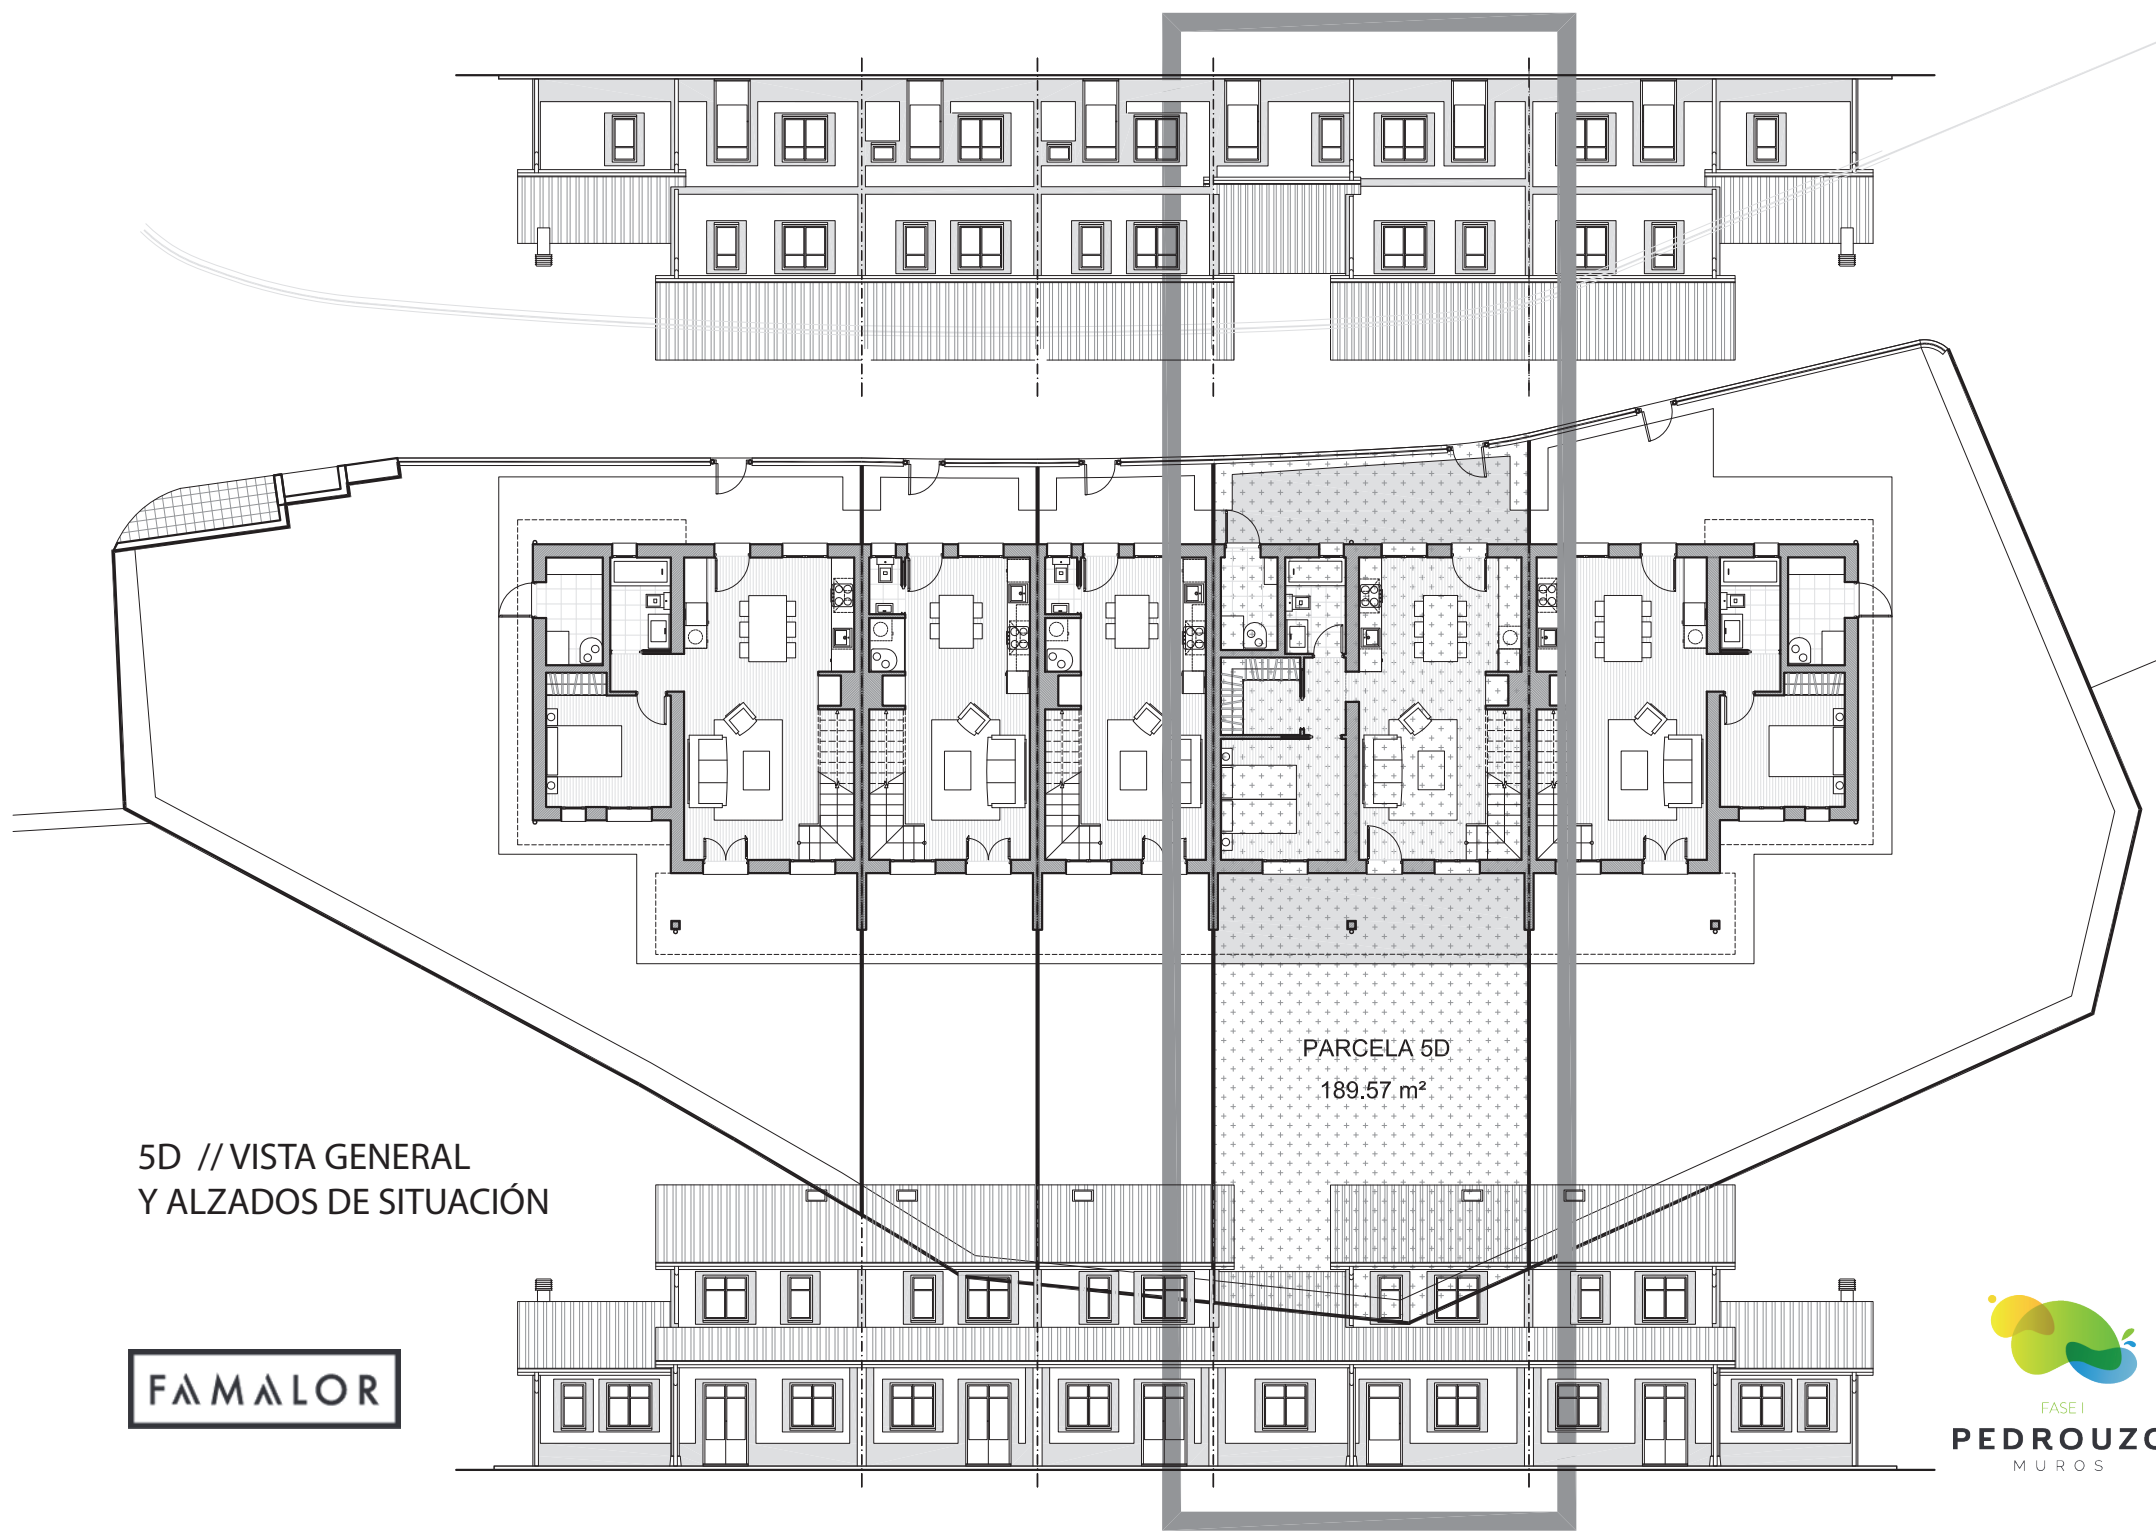 PARCELA 5D
189.57 m²
5D // VISTA GENERAL
Y ALZADOS DE SITUACIÓN
FAMALOR
FASE I
PEDROUZO
MUROS